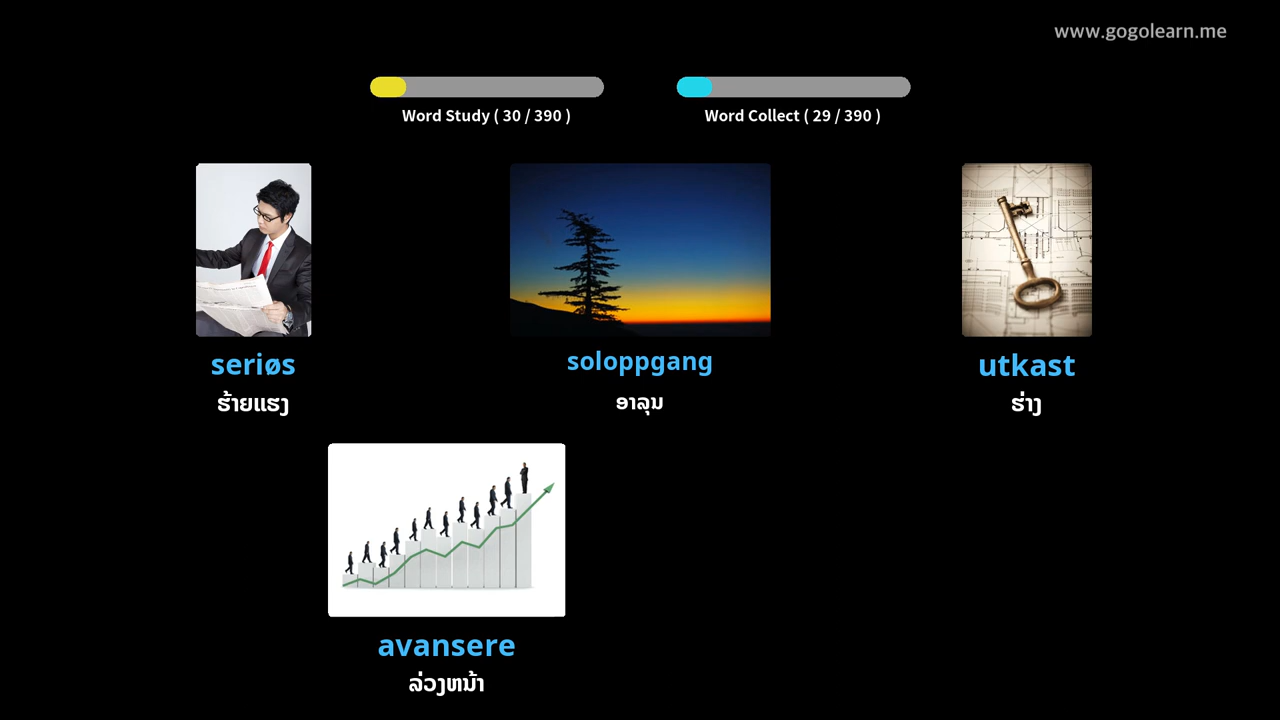 www.gogolearn.me
Word Study ( 30 / 390 )
Word Collect ( 29 / 390 )
seriøs
ຮ້າຍແຮງ
soloppgang
ອາລຸນ
utkast
ຮ່າງ
avansere
ລ່ວງຫນ້າ